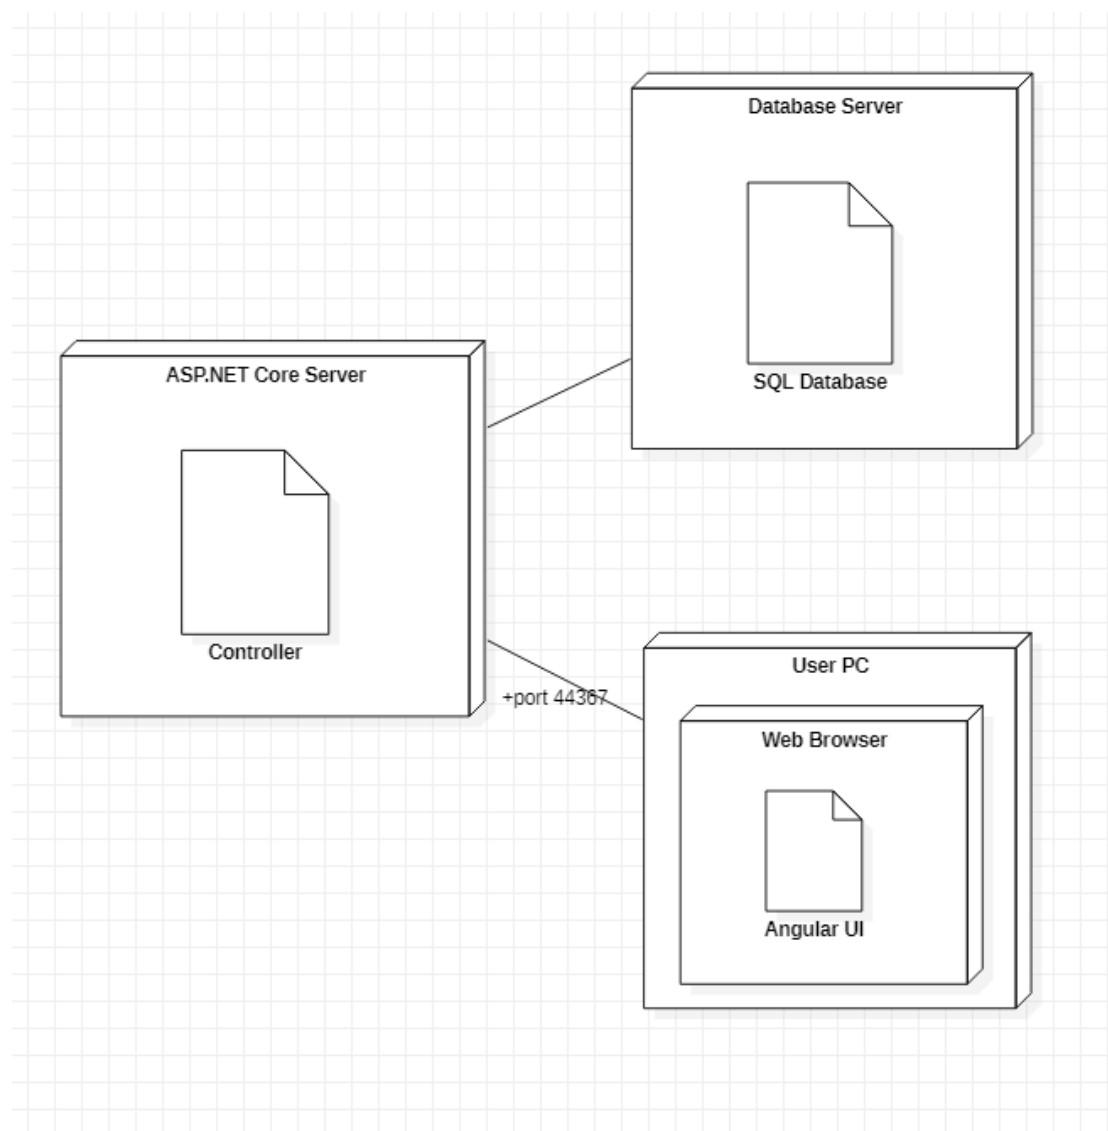 Database Server
SQL Database
ASP.NET Core Server
Controller
+port 44367
User PC
Web Browser
Angular UI